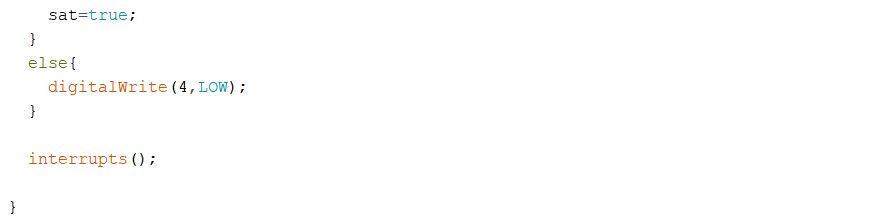 sat=true;
}
else{
digitalWrite(4,LOW);
}
interrupts();
}